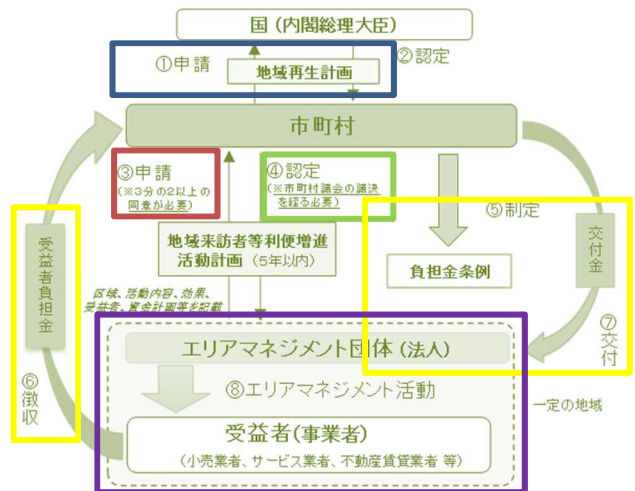 国（内閣総理大臣）
①申請
地域再生計画
②認定
市町村
③申請
（※3分の2以上の
同意が必要）
④認定
（※市町村議会の議決
を経る必要）
⑤制定
地域来訪者等利便増進
活動計画（5年以内）
負担金条例
受益者負担金
交付金
区域、活動内容、効果、
受益者、資金計画等を記載
⑥徴収
⑦交付
エリアマネジメント団体（法人）
⑧エリアマネジメント活動
一定の地域
受益者（事業者）
（小売業者、サービス業者、不動産賃貸業者 等）